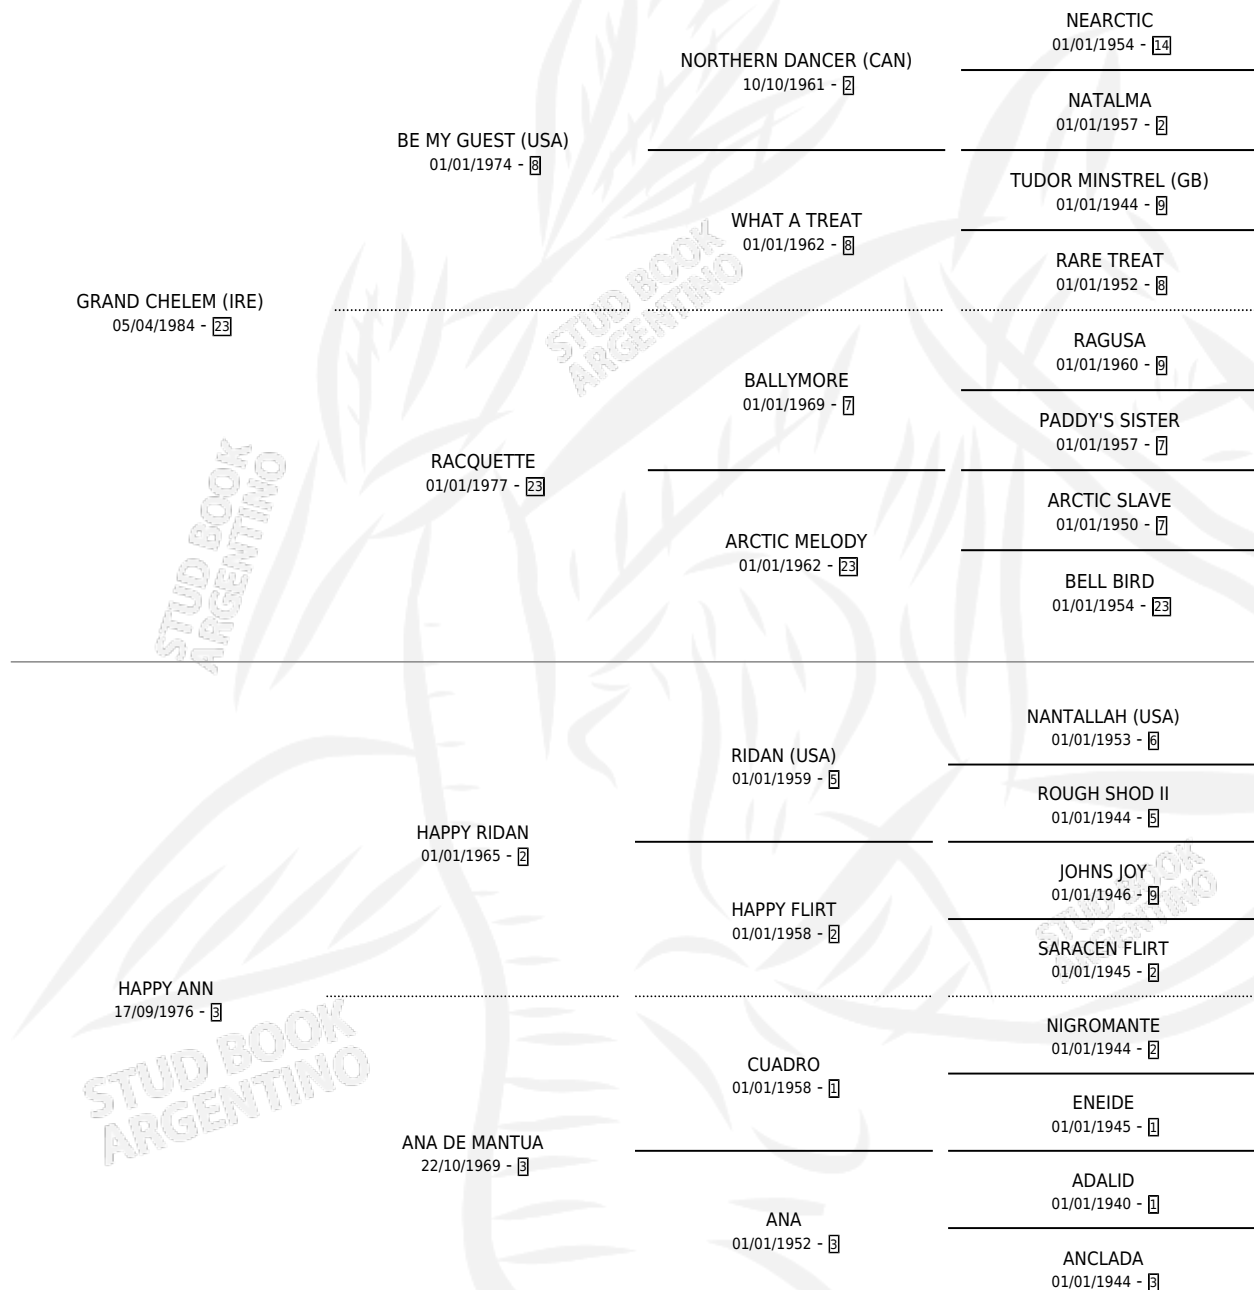 NEARCTIC
01/01/1954 - 14
NORTHERN DANCER (CAN)
10/10/1961 - 2
NATALMA
01/01/1957 - 2
BE MY GUEST (USA)
01/01/1974 - 8
TUDOR MINSTREL (GB)
01/01/1944 - 9
WHAT A TREAT
01/01/1962 - 8
RARE TREAT
01/01/1952 - 8
GRAND CHELEM (IRE)
05/04/1984 - 23
RAGUSA
01/01/1960 - 9
BALLYMORE
01/01/1969 - 7
PADDY'S SISTER
01/01/1957 - 7
RACQUETTE
01/01/1977 - 23
ARCTIC SLAVE
01/01/1950 - 7
ARCTIC MELODY
01/01/1962 - 23
BELL BIRD
01/01/1954 - 23
NANTALLAH (USA)
01/01/1953 - 6
RIDAN (USA)
01/01/1959 - 5
ROUGH SHOD II
01/01/1944 - 5
HAPPY RIDAN
01/01/1965 - 2
JOHNS JOY
01/01/1946 - 9
HAPPY FLIRT
01/01/1958 - 2
SARACEN FLIRT
01/01/1945 - 2
HAPPY ANN
17/09/1976 - 3
NIGROMANTE
01/01/1944 - 2
CUADRO
01/01/1958 - 1
ENEIDE
01/01/1945 - 1
ANA DE MANTUA
22/10/1969 - 3
ADALID
01/01/1940 - 1
ANA
01/01/1952 - 3
ANCLADA
01/01/1944 - 3
STUD BOOK
ARGENTINO
STUD BOOK
ARGENTINO
STUD BOOK
ARGENTINO
STUD BOOK
ARGENTINO